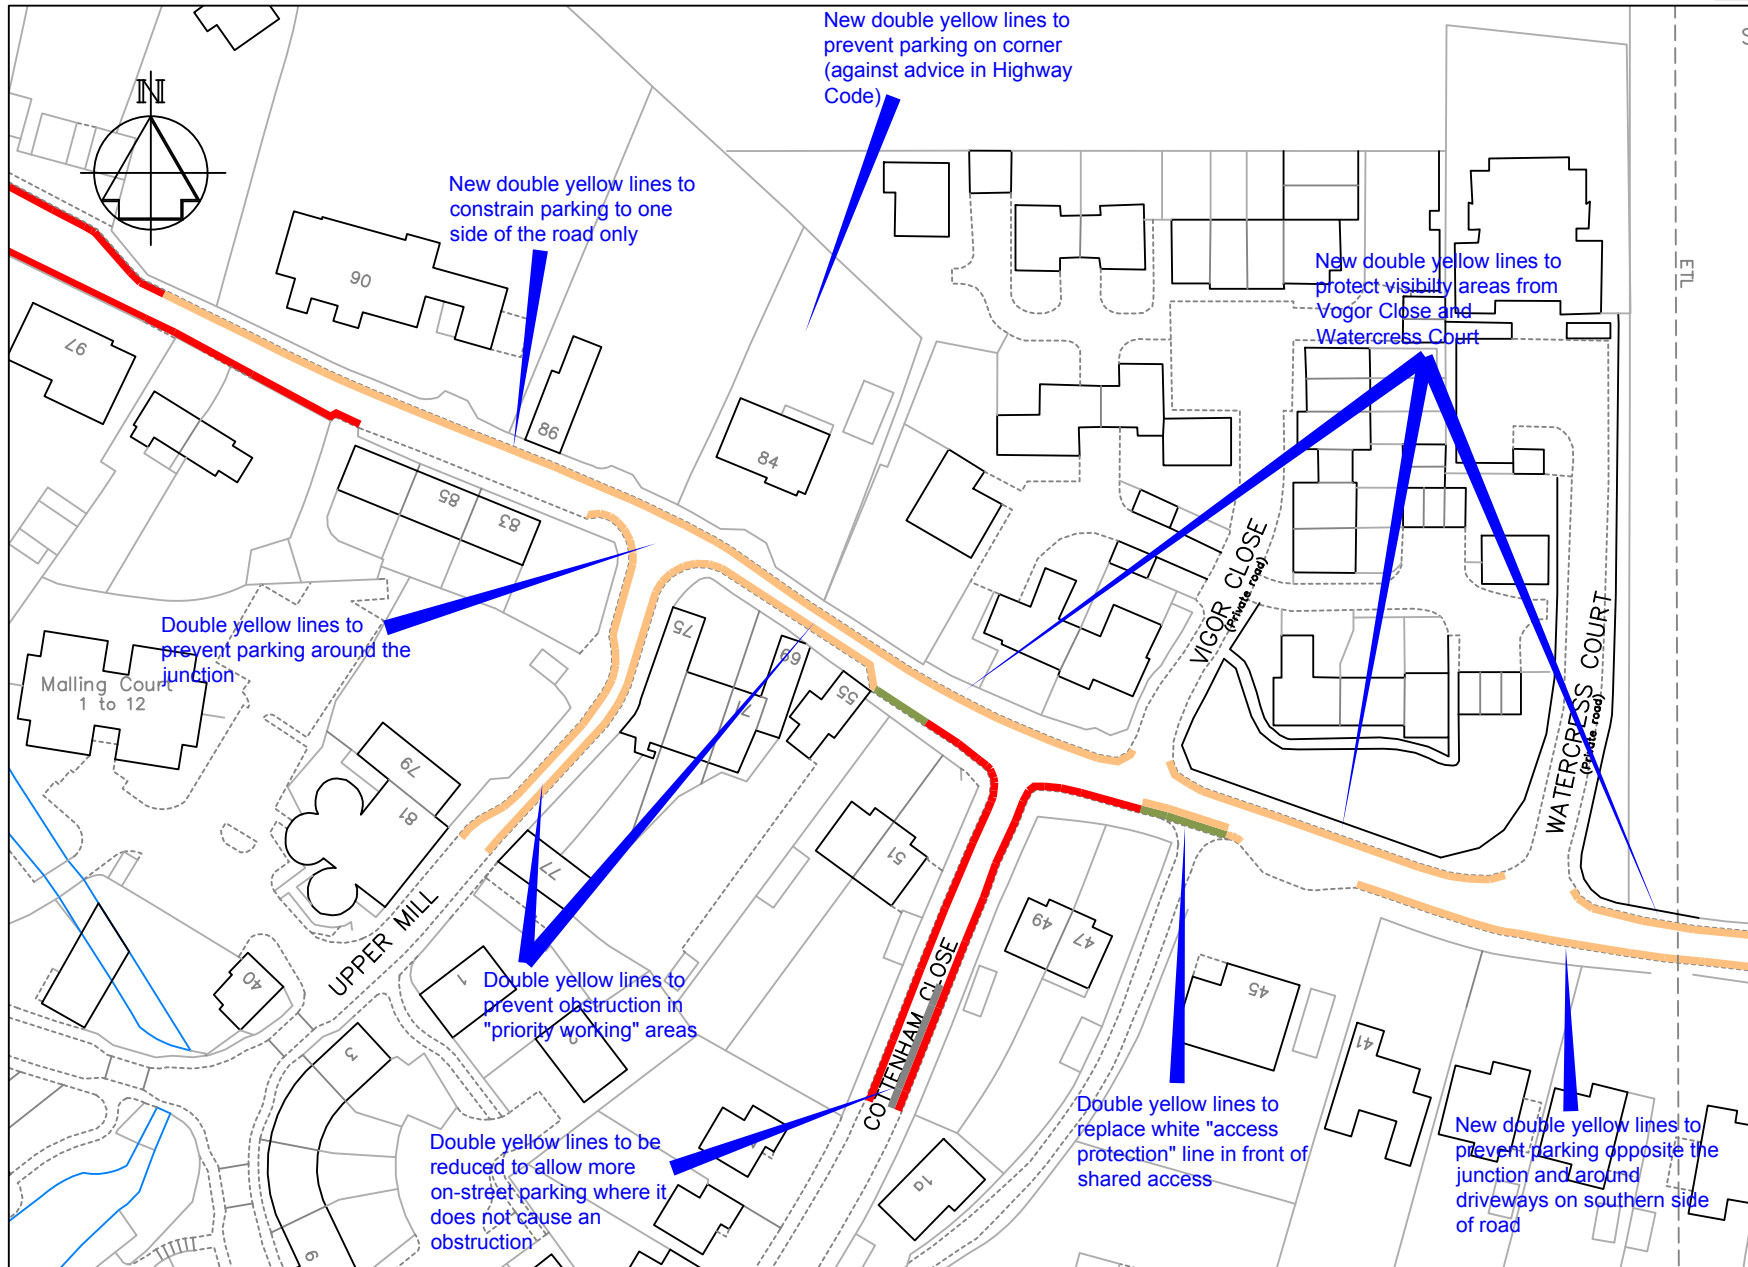 New double yellow lines to
prevent parking on corner
(against advice in Highway
Code)
S
N
New double yellow lines to
constrain parking to one
side of the road only
New double yellow lines to
protect visibilty areas from
Vogor Close and
Watercress Court
ETL
90
97
86
84
85
83
VIGOR CLOSE
(Private road)
WATERCRESS COURT
(Private road)
Double yellow lines to
prevent parking around the
junction
Malling Court
1 to 12
75
69
71
55
79
81
77
51
49
47
45
41
UPPER MILL
COTTENHAM CLOSE
40
1
2
3
Double yellow lines to
prevent obstruction in
"priority working" areas
Double yellow lines to be
reduced to allow more
on-street parking where it
does not cause an
obstruction
1a
9
Double yellow lines to
replace white "access
protection" line in front of
shared access
New double yellow lines to
prevent parking opposite the
junction and around
driveways on southern side
of road